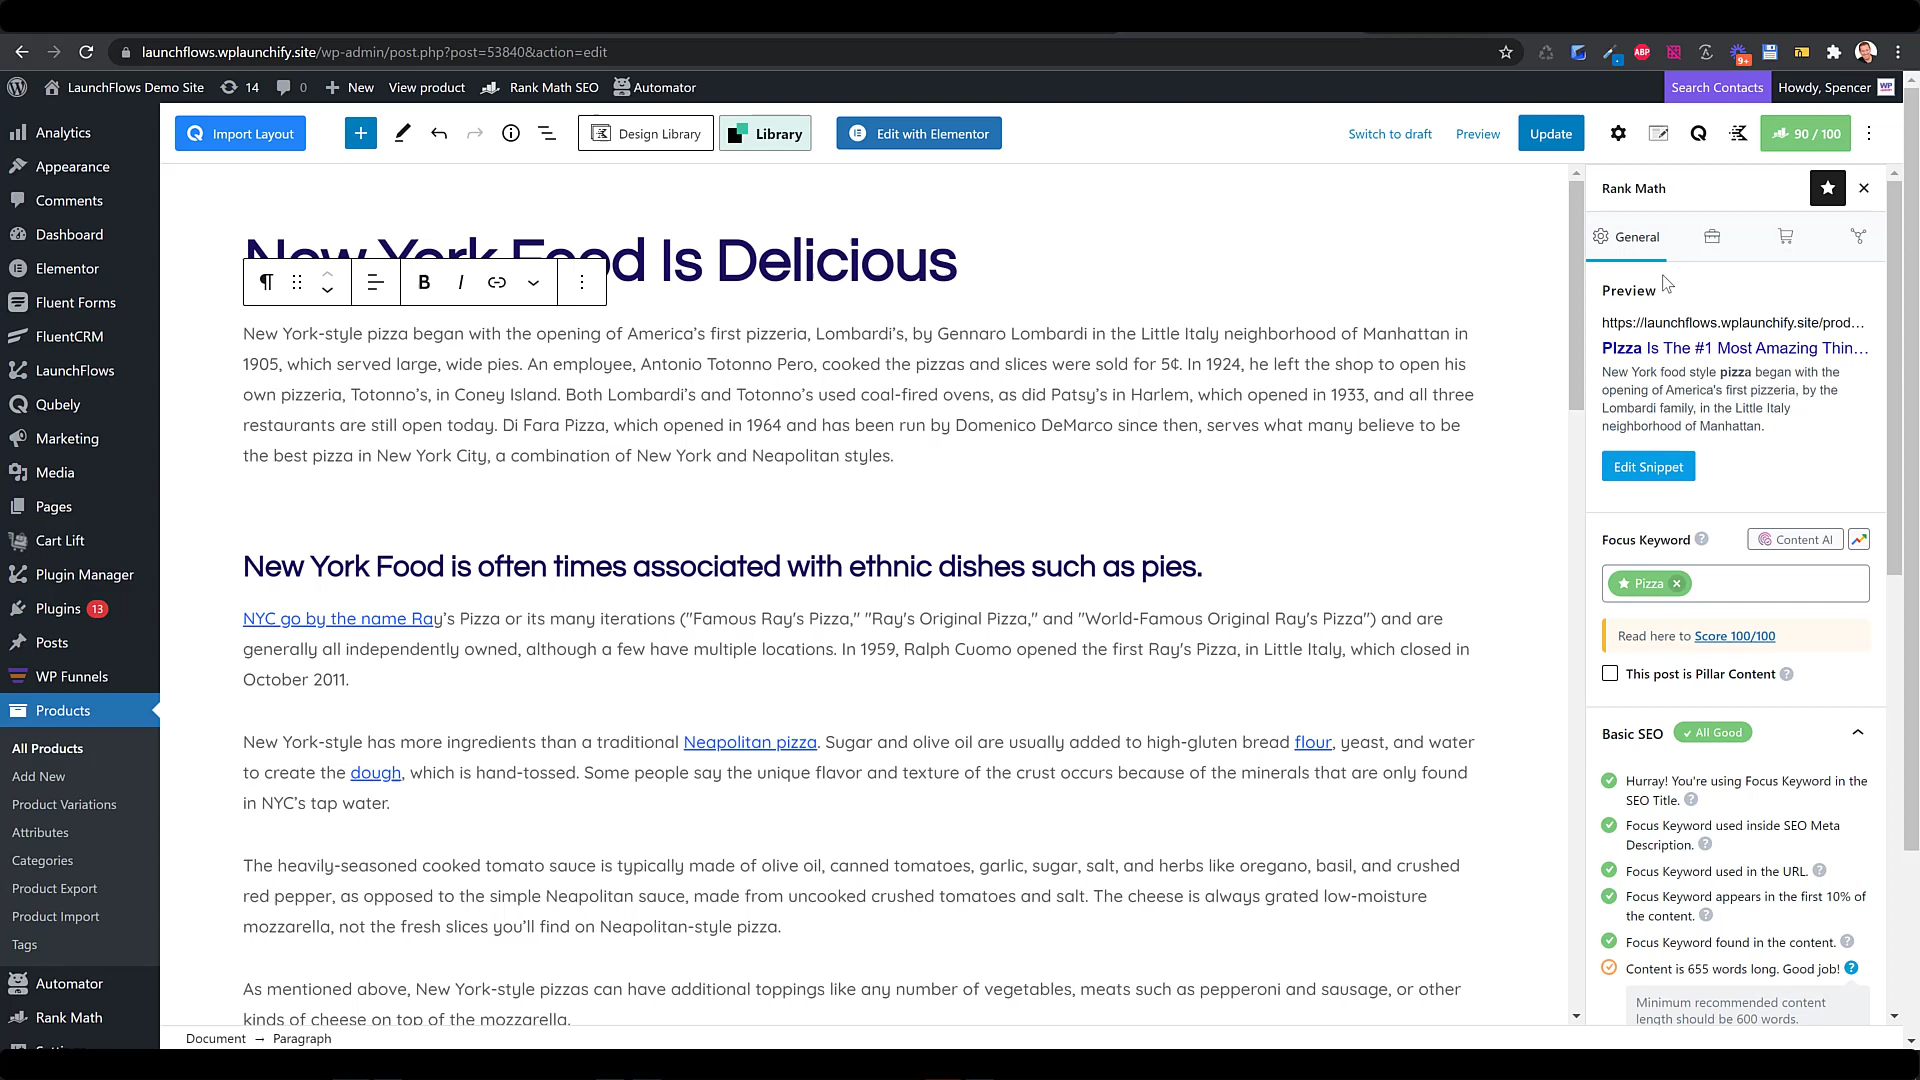 launchflows.wplaunchify.site/wp-admin/post.php?post=53840&action=edit
ABP
9+
LaunchFlows Demo Site
14
0
New
View product
Rank Math SEO
Automator
Search Contacts
Howdy, Spencer
WP
Analytics
Appearance
Comments
Dashboard
Elementor
Fluent Forms
FluentCRM
LaunchFlows
Qubely
Marketing
Media
Pages
Cart Lift
Plugin Manager
Plugins 13
Posts
WP Funnels
Products
All Products
Add New
Product Variations
Attributes
Categories
Product Export
Product Import
Tags
Automator
Rank Math
Import Layout
Design Library
Library
Edit with Elementor
Switch to draft
Preview
Update
90 / 100
New York Food Is Delicious
B I
New York-style pizza began with the opening of America’s first pizzeria, Lombardi’s, by Gennaro Lombardi in the Little Italy neighborhood of Manhattan in
1905, which served large, wide pies. An employee, Antonio Totonno Pero, cooked the pizzas and slices were sold for 5¢. In 1924, he left the shop to open his
own pizzeria, Totonno’s, in Coney Island. Both Lombardi’s and Totonno’s used coal-fired ovens, as did Patsy’s in Harlem, which opened in 1933, and all three
restaurants are still open today. Di Fara Pizza, which opened in 1964 and has been run by Domenico DeMarco since then, serves what many believe to be
the best pizza in New York City, a combination of New York and Neapolitan styles.
New York Food is often times associated with ethnic dishes such as pies.
NYC go by the name Ray’s Pizza or its many iterations ("Famous Ray's Pizza," "Ray's Original Pizza," and "World-Famous Original Ray's Pizza") and are
generally all independently owned, although a few have multiple locations. In 1959, Ralph Cuomo opened the first Ray's Pizza, in Little Italy, which closed in
October 2011.
New York-style has more ingredients than a traditional Neapolitan pizza. Sugar and olive oil are usually added to high-gluten bread flour, yeast, and water
to create the dough, which is hand-tossed. Some people say the unique flavor and texture of the crust occurs because of the minerals that are only found
in NYC’s tap water.
The heavily-seasoned cooked tomato sauce is typically made of olive oil, canned tomatoes, garlic, sugar, salt, and herbs like oregano, basil, and crushed
red pepper, as opposed to the simple Neapolitan sauce, made from uncooked crushed tomatoes and salt. The cheese is always grated low-moisture
mozzarella, not the fresh slices you’ll find on Neapolitan-style pizza.
As mentioned above, New York-style pizzas can have additional toppings like any number of vegetables, meats such as pepperoni and sausage, or other
kinds of cheese on top of the mozzarella.
Document → Paragraph
Rank Math
General
Preview
https://launchflows.wplaunchify.site/prod...
PIzza Is The #1 Most Amazing Thin...
New York food style pizza began with the
opening of America's first pizzeria, by the
Lombardi family, in the Little Italy
neighborhood of Manhattan.
Edit Snippet
Focus Keyword
Content AI
Pizza
Read here to Score 100/100
This post is Pillar Content
Basic SEO
All Good
Hurray! You're using Focus Keyword in the
SEO Title.
Focus Keyword used inside SEO Meta
Description.
Focus Keyword used in the URL.
Focus Keyword appears in the first 10% of
the content.
Focus Keyword found in the content.
Content is 655 words long. Good job!
Minimum recommended content
length should be 600 words.